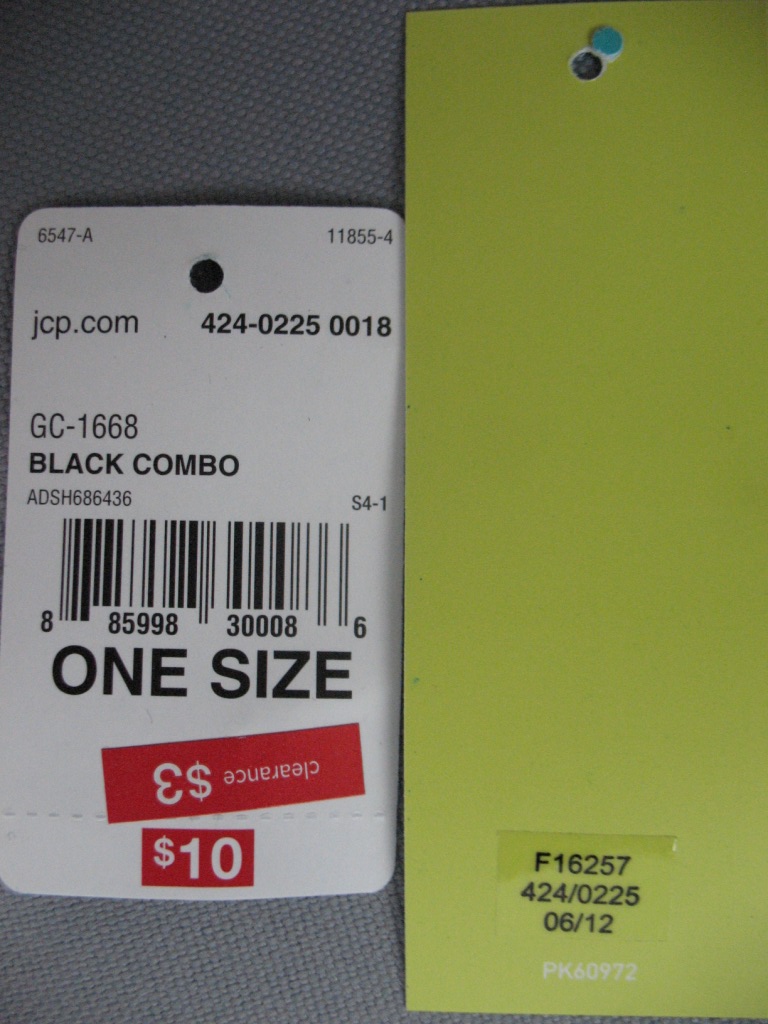 6547-A 11855-4
jcp.com 424-0225 0018
GC-1668
BLACK COMBO
ADSH686436 S4-1
8 85998 30008 6
ONE SIZE
clearance $3
$10
F16257
424/0225
06/12
PK60972